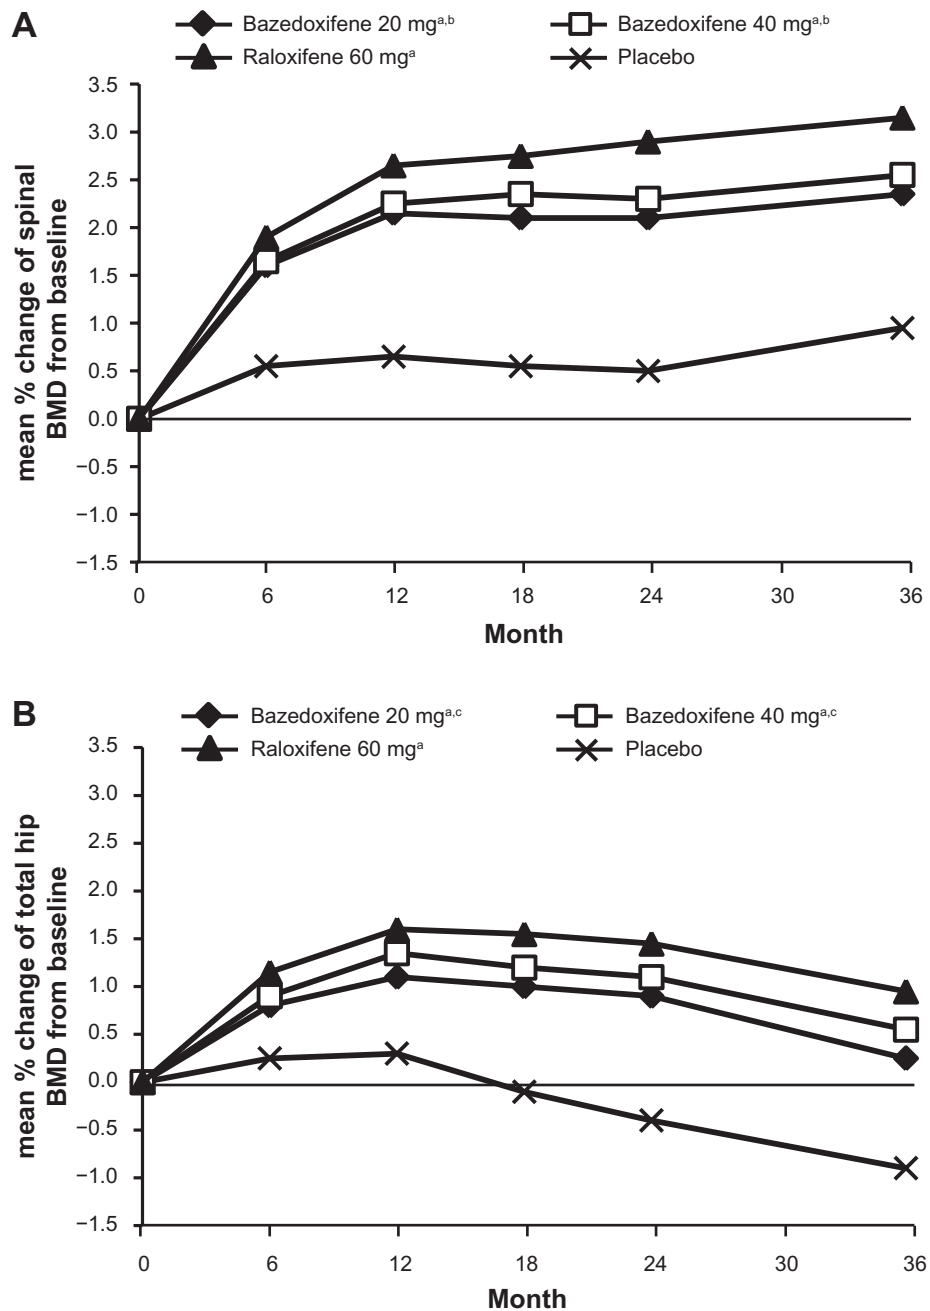 A
Bazedoxifene 20 mga,b
Bazedoxifene 40 mga,b
Raloxifene 60 mga
Placebo
mean % change of spinal
BMD from baseline
3.5
3.0
2.5
2.0
1.5
1.0
0.5
0.0
−0.5
−1.0
−1.5
0 6 12 18 24 30 36
Month
B
Bazedoxifene 20 mga,c
Bazedoxifene 40 mga,c
Raloxifene 60 mga
Placebo
mean % change of total hip
BMD from baseline
3.5
3.0
2.5
2.0
1.5
1.0
0.5
0.0
−0.5
−1.0
−1.5
0 6 12 18 24 30 36
Month